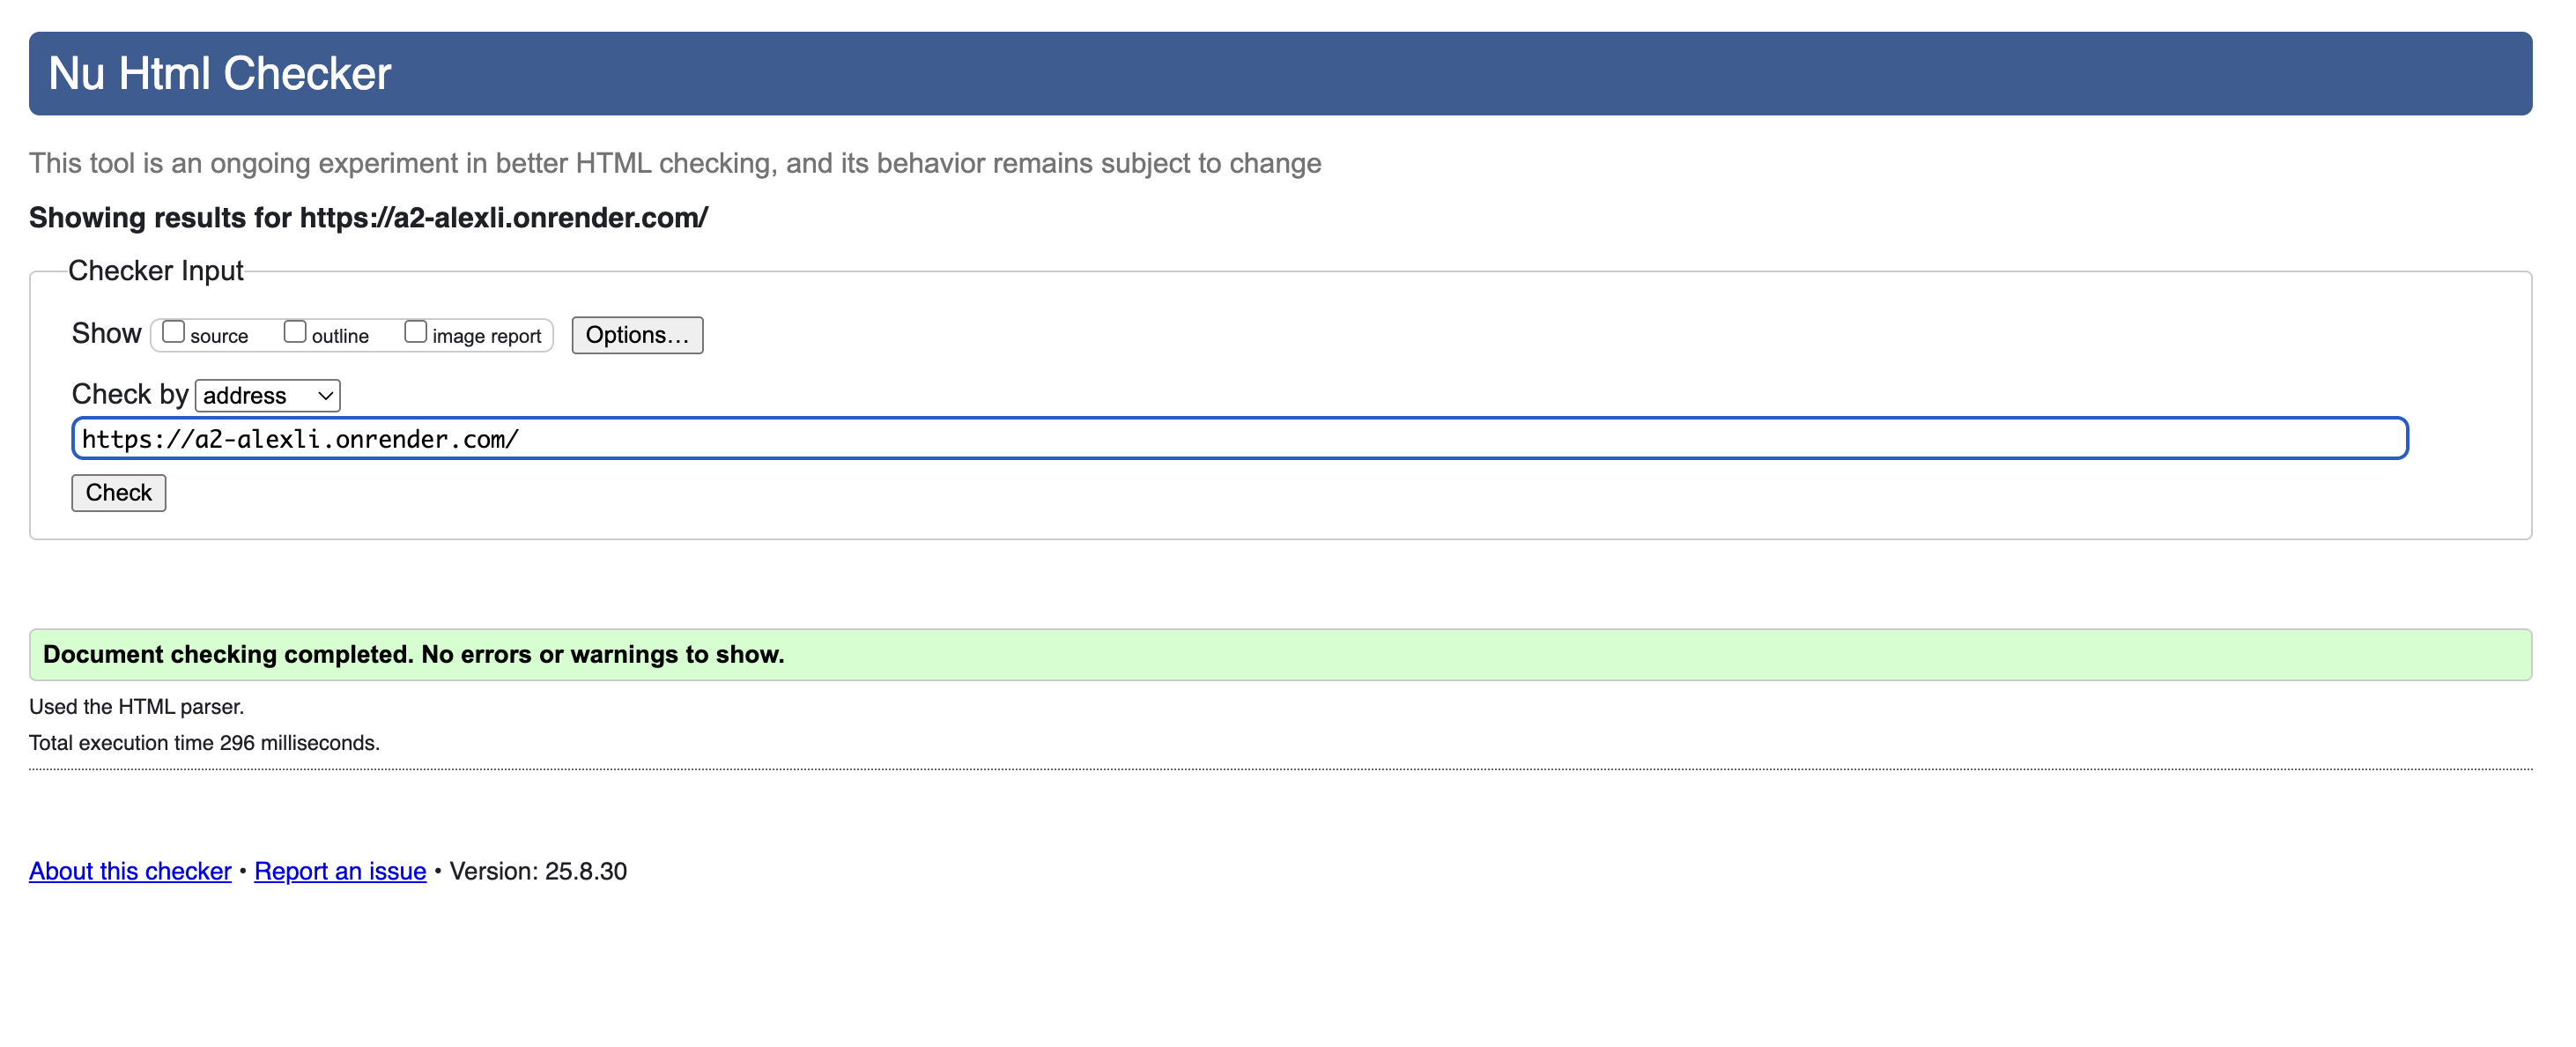 Nu Html Checker
This tool is an ongoing experiment in better HTML checking, and its behavior remains subject to change
Showing results for https://a2-alexli.onrender.com/
Checker Input
Show source outline image report Options…
Check by address
https://a2-alexli.onrender.com/
Check
Document checking completed. No errors or warnings to show.
Used the HTML parser.
Total execution time 296 milliseconds.
About this checker • Report an issue • Version: 25.8.30